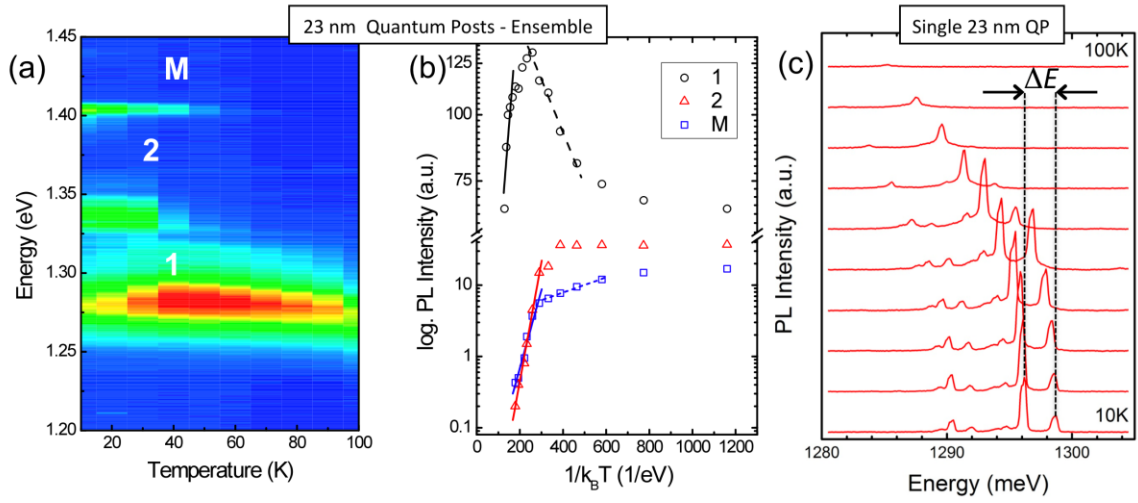 23 nm Quantum Posts - Ensemble
Single 23 nm QP
(a)
M
2
1
Energy (eV)
1.45
1.40
1.35
1.30
1.25
1.20
20 40 60 80 100
Temperature (K)
(b)
log. PL Intensity (a.u.)
125
100
75
10
1
0.1
1
2
M
0 200 400 600 800 1000 1200
1/k_BT (1/eV)
(c)
100K
ΔE
10K
PL Intensity (a.u.)
1280 1290 1300
Energy (meV)